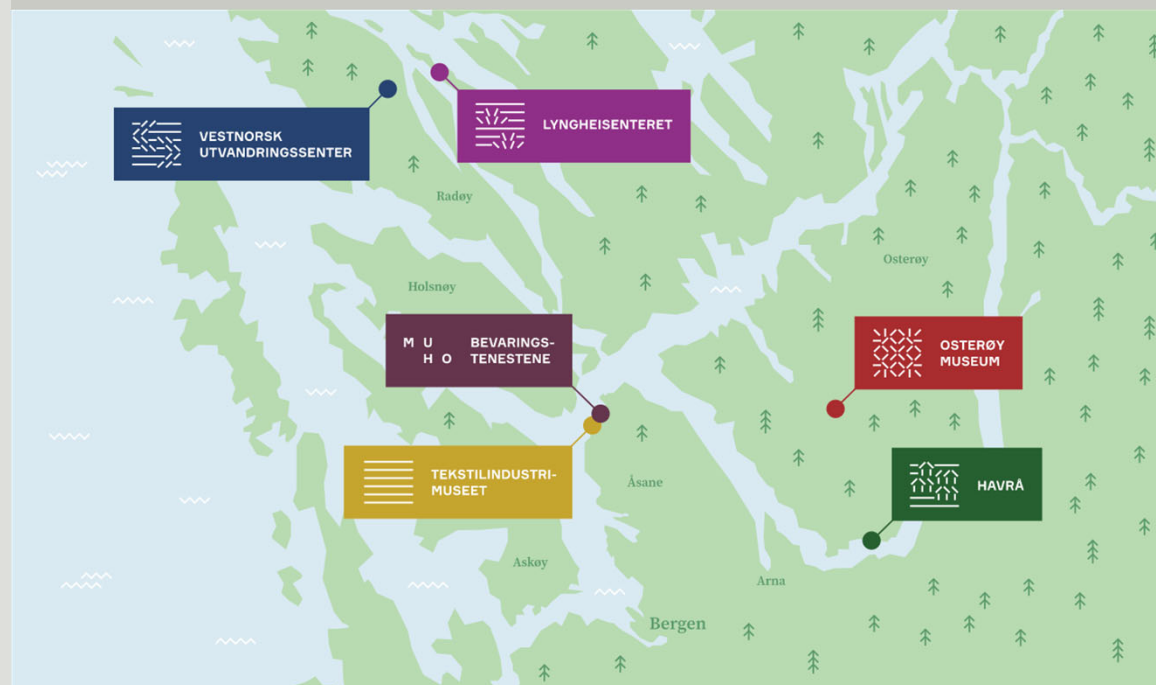 VESTNORSK
UTVANDRINGSSENTER
LYNGHEISENTERET
Radøy
Osterøy
Holsnøy
M U
H O
BEVARINGS-
TENESTENE
OSTERØY
MUSEUM
TEKSTILINDUSTRI-
MUSEET
Åsane
HAVRÅ
Askøy
Arna
Bergen